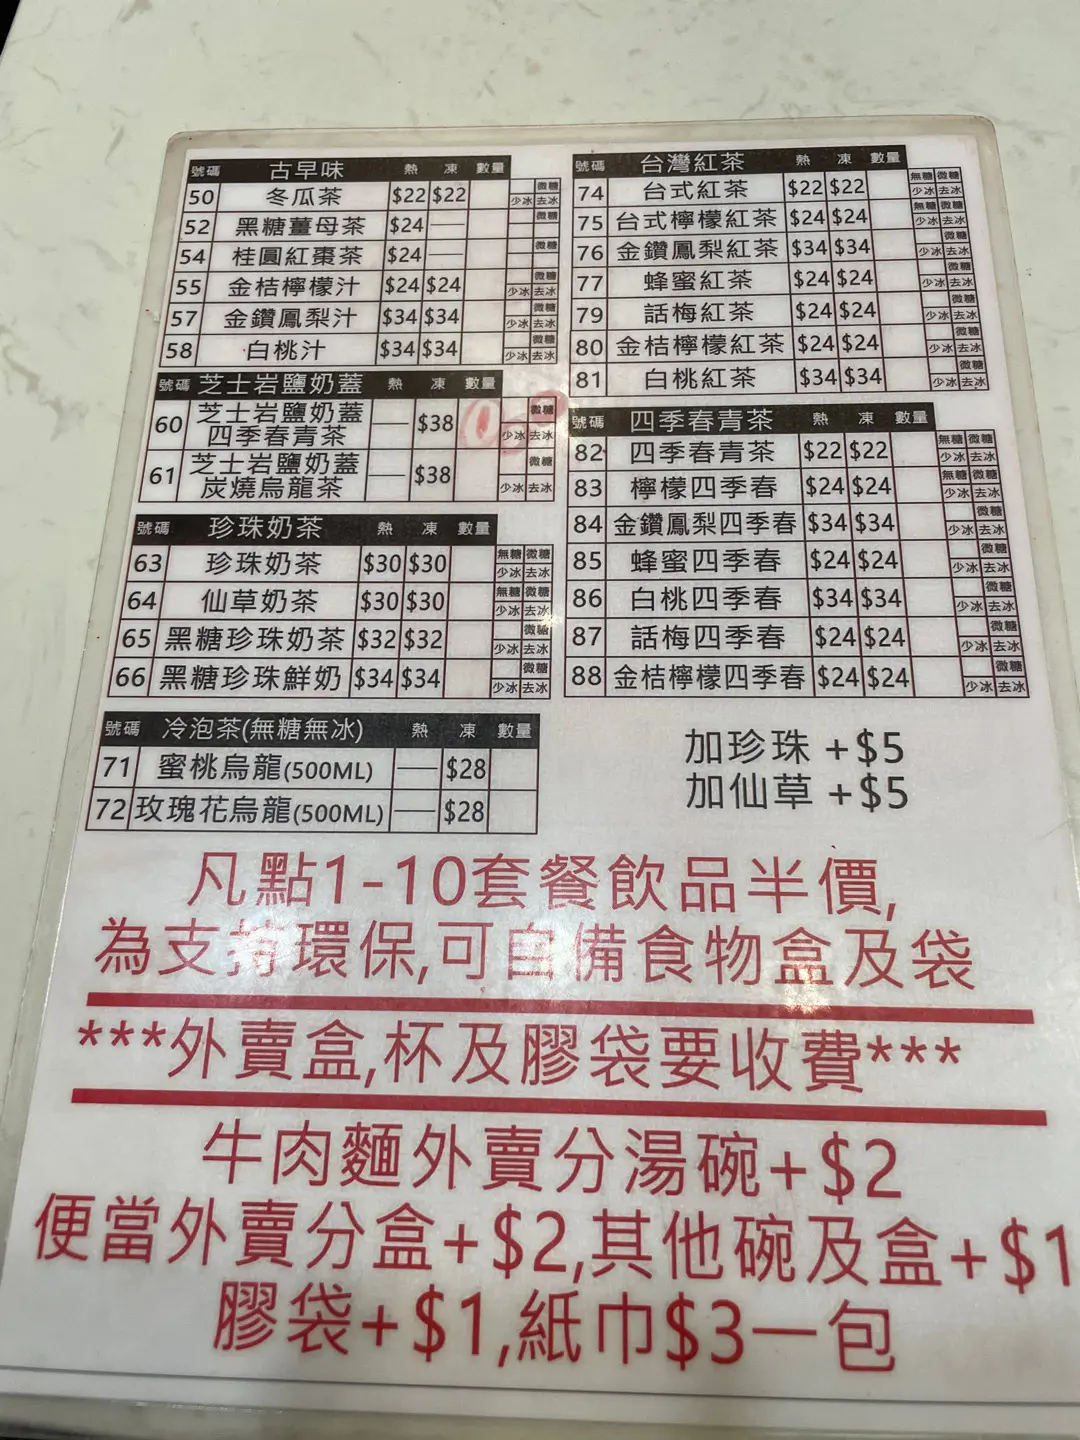 號碼 古早味 熱 凍 數量
50 冬瓜茶 $22 $22 微糖 少冰 去冰
52 黑糖薑母茶 $24 — 微糖
54 桂圓紅棗茶 $24 — 微糖
55 金桔檸檬汁 $24 $24 微糖 少冰 去冰
57 金鑽鳳梨汁 $34 $34 微糖 少冰 去冰
58 白桃汁 $34 $34 微糖 少冰 去冰
號碼 芝士岩鹽奶蓋 熱 凍 數量
60 芝士岩鹽奶蓋 四季春青茶 — $38 微糖 少冰 去冰
61 芝士岩鹽奶蓋 炭燒烏龍茶 — $38 微糖 少冰 去冰
號碼 珍珠奶茶 熱 凍 數量
63 珍珠奶茶 $30 $30 無糖 微糖 少冰 去冰
64 仙草奶茶 $30 $30 無糖 微糖 少冰 去冰
65 黑糖珍珠奶茶 $32 $32 微糖 少冰 去冰
66 黑糖珍珠鮮奶 $34 $34 微糖 少冰 去冰
號碼 冷泡茶(無糖無冰) 熱 凍 數量
71 蜜桃烏龍(500ML) — $28
72 玫瑰花烏龍(500ML) — $28
號碼 台灣紅茶 熱 凍 數量
74 台式紅茶 $22 $22 無糖 微糖 少冰 去冰
75 台式檸檬紅茶 $24 $24 無糖 微糖 少冰 去冰
76 金鑽鳳梨紅茶 $34 $34 微糖 少冰 去冰
77 蜂蜜紅茶 $24 $24 微糖 少冰 去冰
79 話梅紅茶 $24 $24 微糖 少冰 去冰
80 金桔檸檬紅茶 $24 $24 微糖 少冰 去冰
81 白桃紅茶 $34 $34 微糖 少冰 去冰
號碼 四季春青茶 熱 凍 數量
82 四季春青茶 $22 $22 無糖 微糖 少冰 去冰
83 檸檬四季春 $24 $24 無糖 微糖 少冰 去冰
84 金鑽鳳梨四季春 $34 $34 微糖 少冰 去冰
85 蜂蜜四季春 $24 $24 微糖 少冰 去冰
86 白桃四季春 $34 $34 微糖 少冰 去冰
87 話梅四季春 $24 $24 微糖 少冰 去冰
88 金桔檸檬四季春 $24 $24 微糖 少冰 去冰
加珍珠 +$5
加仙草 +$5
凡點1-10套餐飲品半價,
為支持環保,可自備食物盒及袋
***外賣盒,杯及膠袋要收費***
牛肉麵外賣分湯碗+$2
便當外賣分盒+$2,其他碗及盒+$1
膠袋+$1,紙巾$3一包